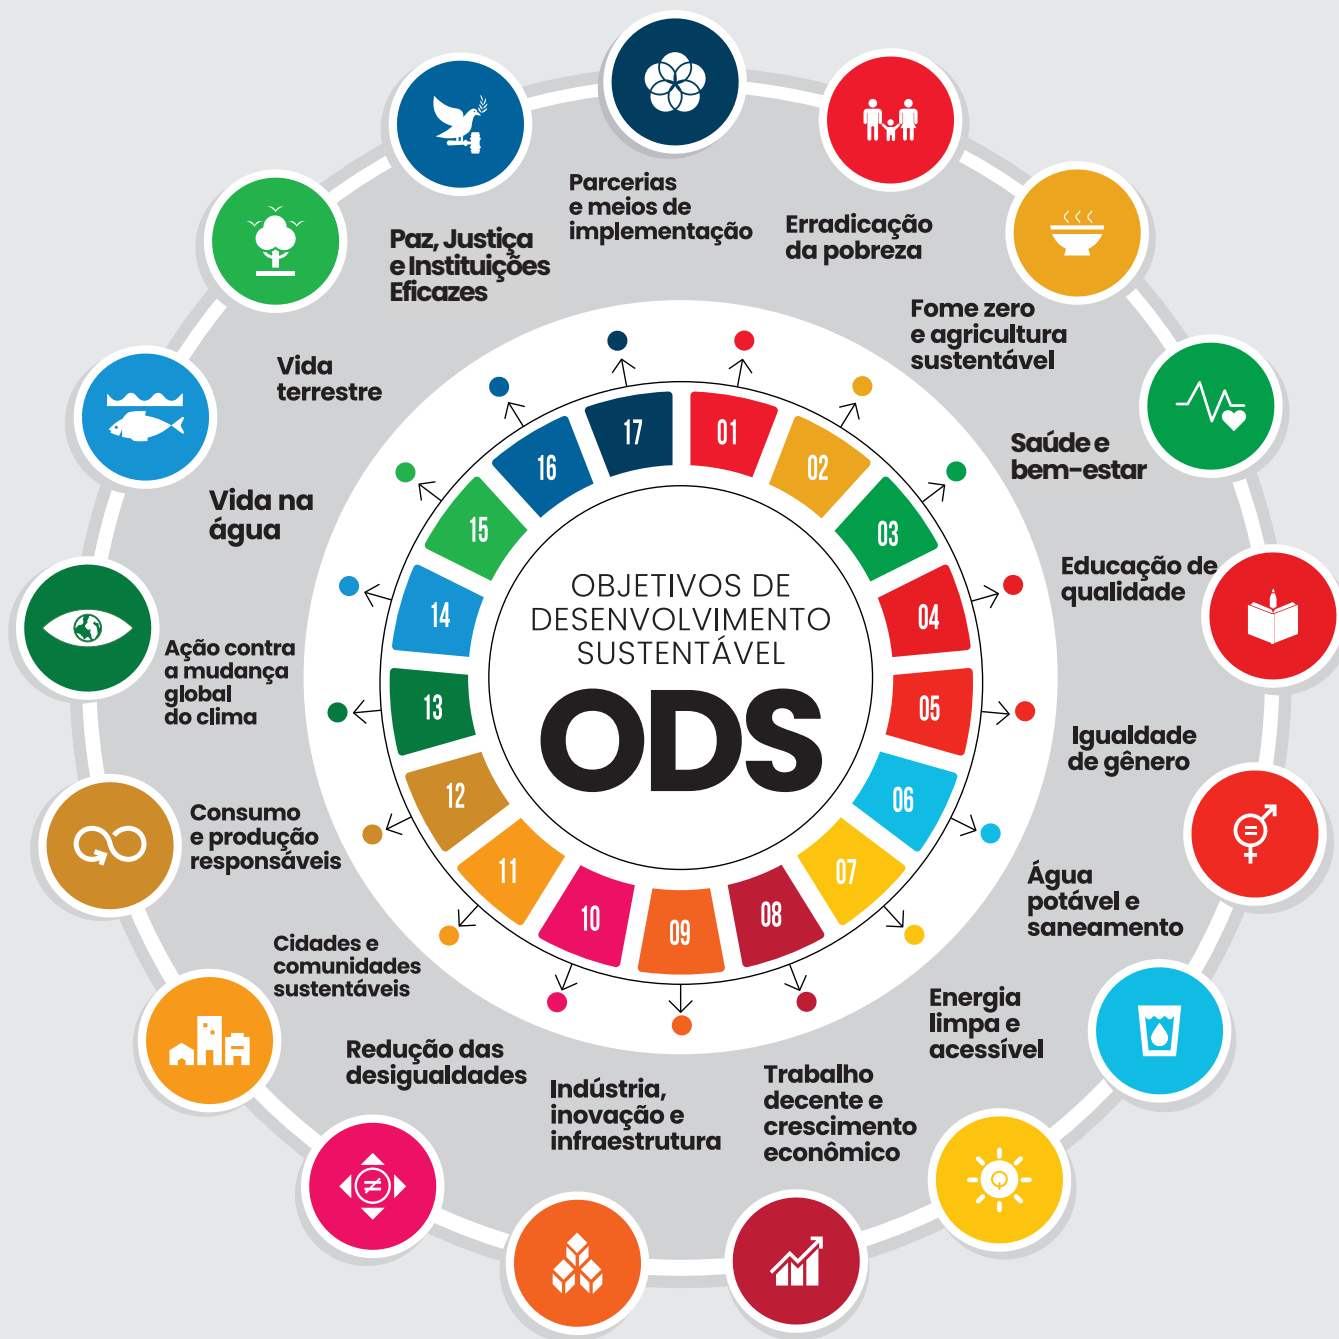 Parcerias
e meios de
implementação
Erradicação
da pobreza
Fome zero
e agricultura
sustentável
Saúde e
bem-estar
Educação de
qualidade
Igualdade
de gênero
Água
potável e
saneamento
Energia
limpa e
acessível
Trabalho
decente e
crescimento
econômico
Indústria,
inovação e
infraestrutura
Redução das
desigualdades
Cidades e
comunidades
sustentáveis
Consumo
e produção
responsáveis
Ação contra
a mudança
global
do clima
Vida na
água
Vida
terrestre
Paz, Justiça
e Instituições
Eficazes
01
02
03
04
05
06
07
08
09
10
11
12
13
14
15
16
17
OBJETIVOS DE
DESENVOLVIMENTO
SUSTENTÁVEL
ODS